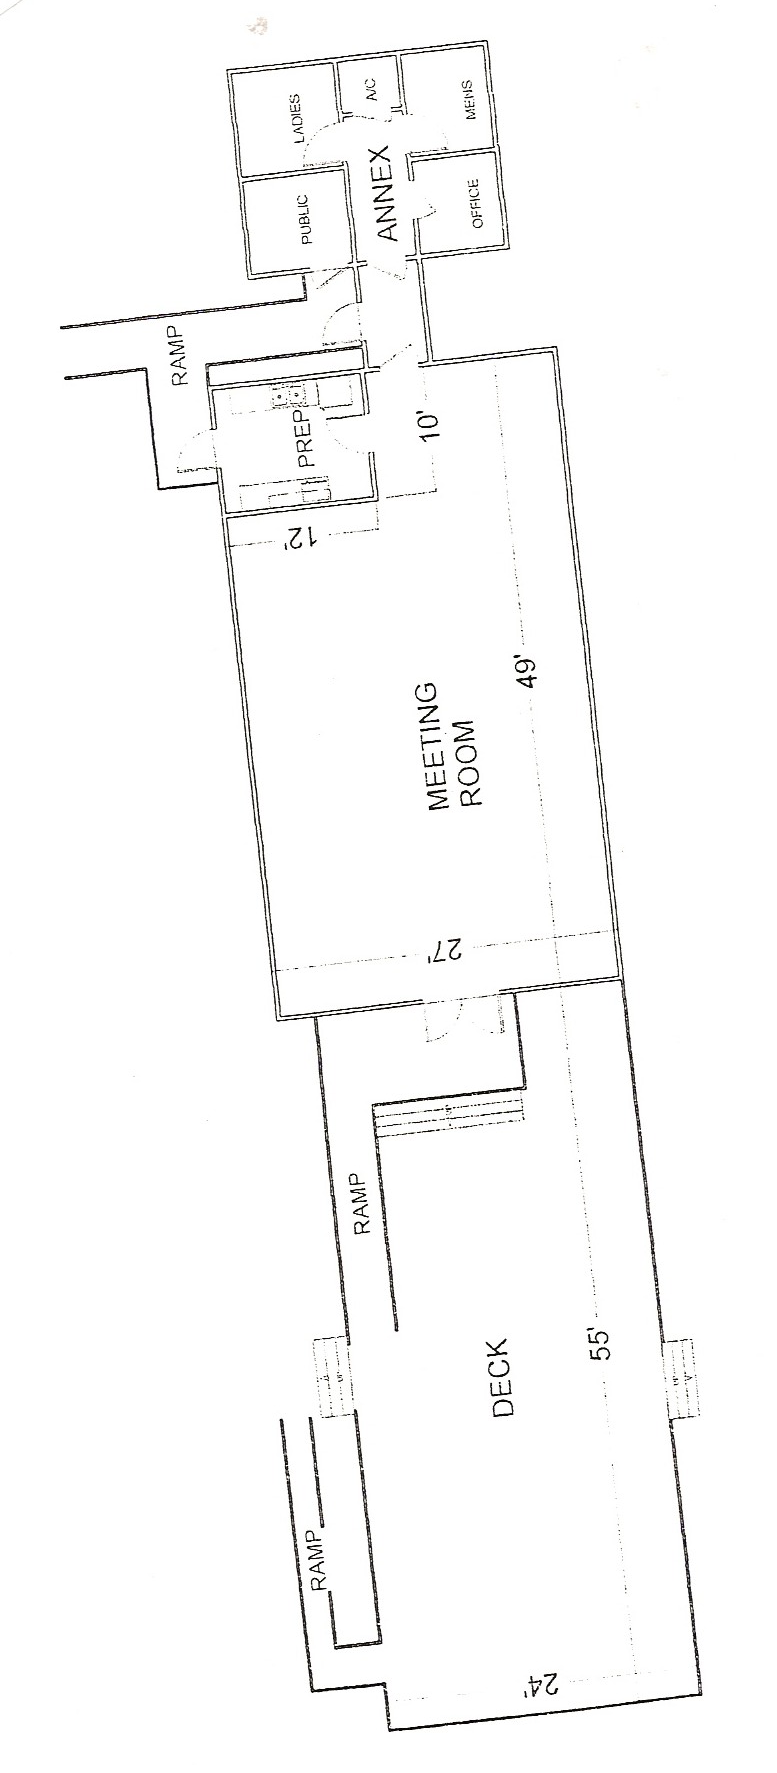 LADIES
A/C
MENS
PUBLIC
ANNEX
OFFICE
RAMP
PREP
10'
12'
49'
MEETING
ROOM
27'
RAMP
DECK
55'
RAMP
24'